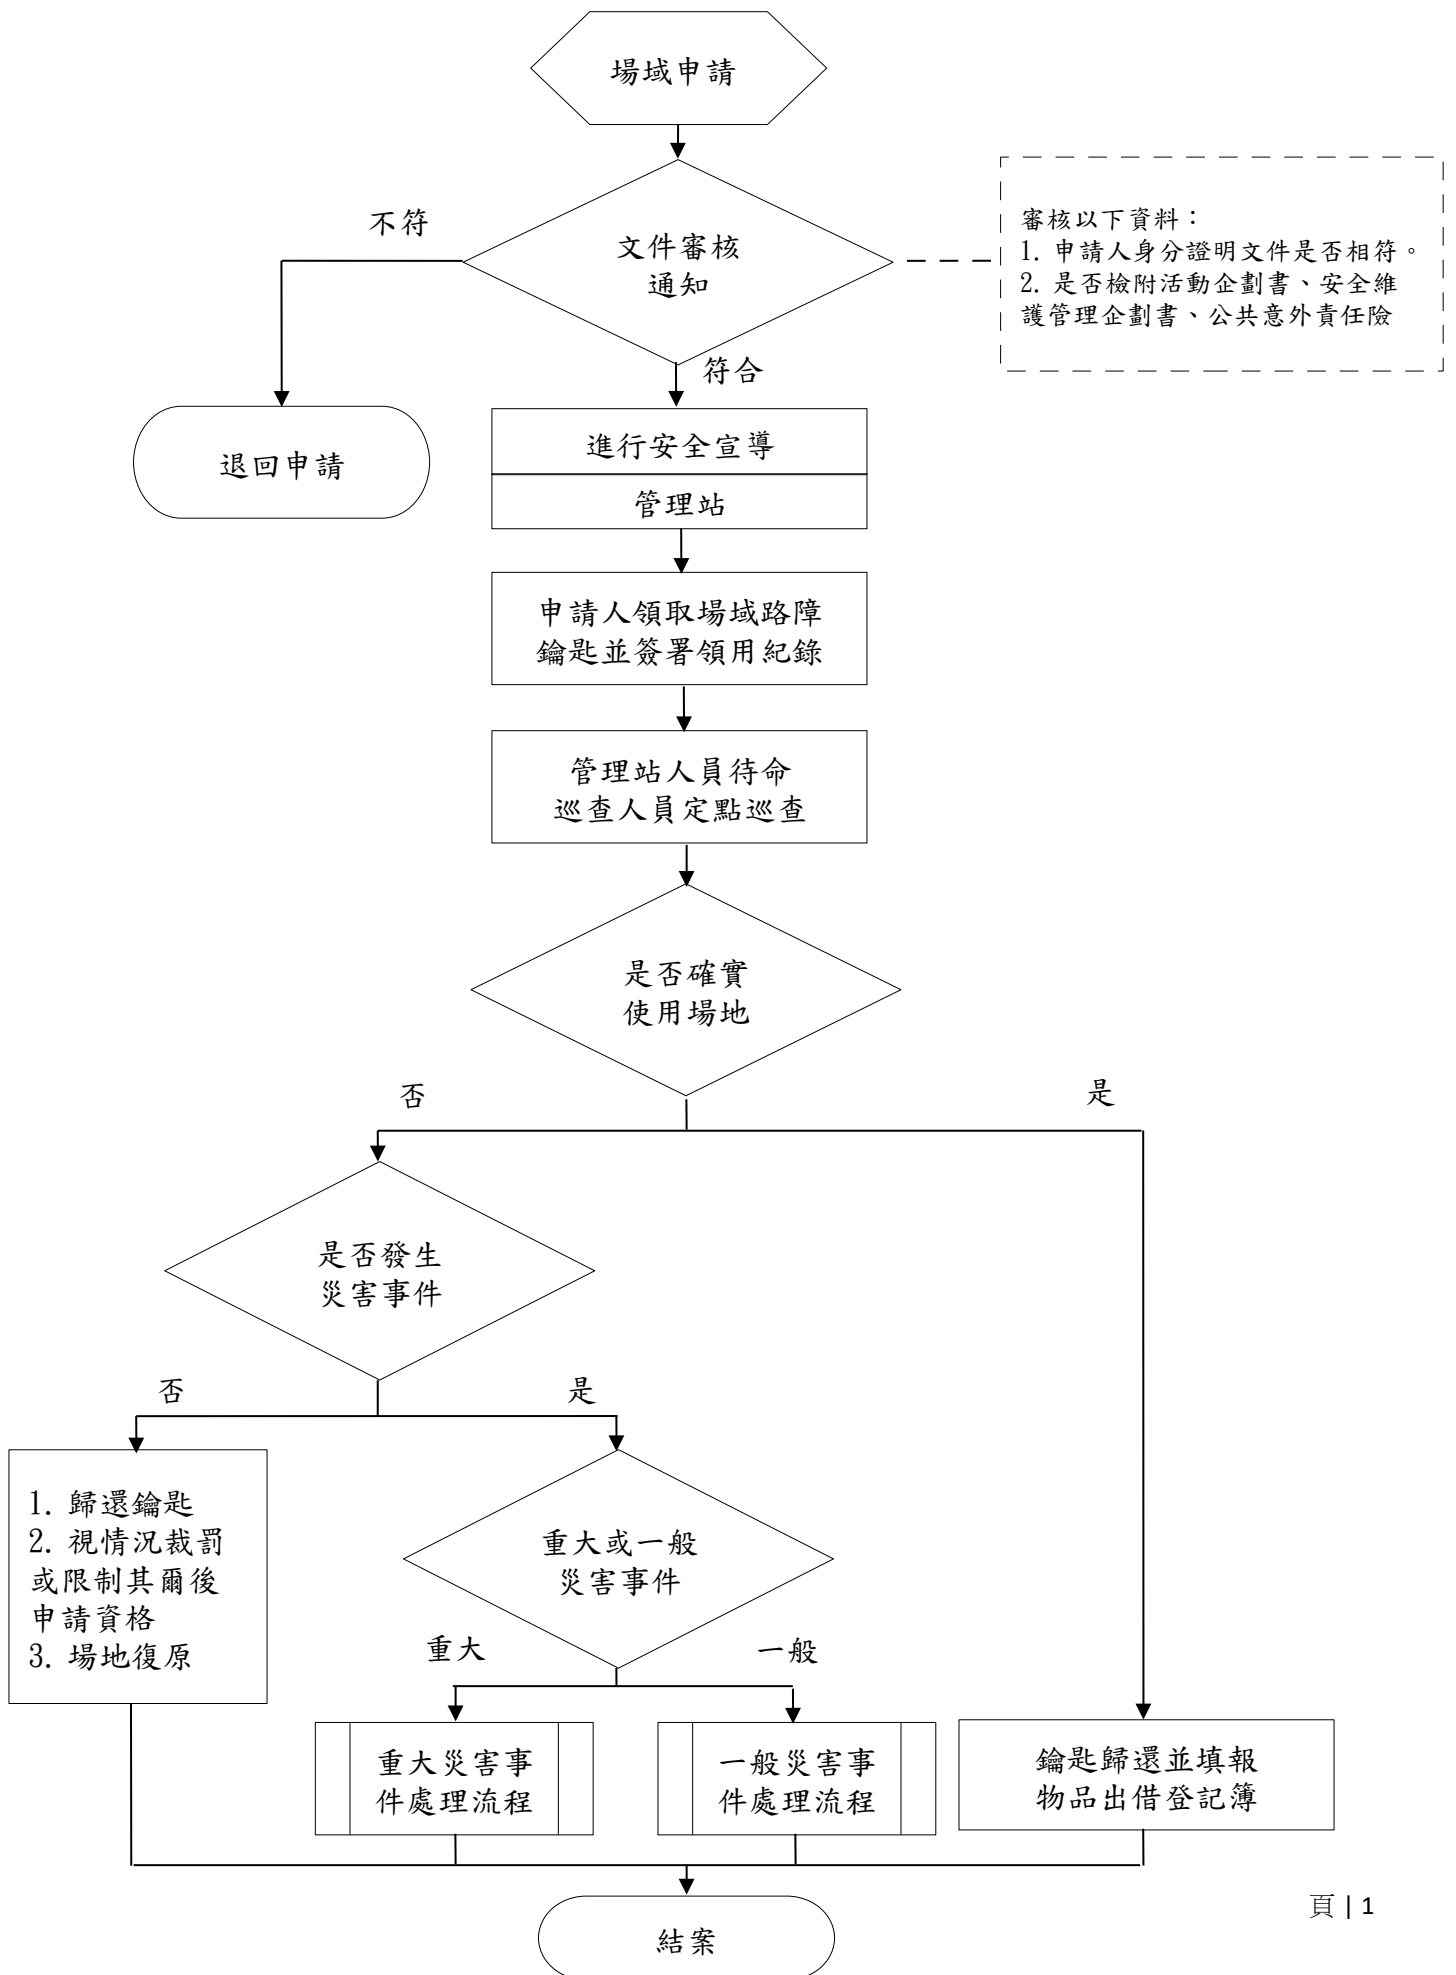 場域申請
不符
文件審核
通知
審核以下資料：
1. 申請人身分證明文件是否相符。
2. 是否檢附活動企劃書、安全維
護管理企劃書、公共意外責任險
符合
退回申請
進行安全宣導
管理站
申請人領取場域路障
鑰匙並簽署領用紀錄
管理站人員待命
巡查人員定點巡查
是否確實
使用場地
否
是
是否發生
災害事件
否
是
1. 歸還鑰匙
2. 視情況裁罰
或限制其爾後
申請資格
3. 場地復原
重大或一般
災害事件
重大
一般
重大災害事
件處理流程
一般災害事
件處理流程
鑰匙歸還並填報
物品出借登記簿
結案
頁 | 1